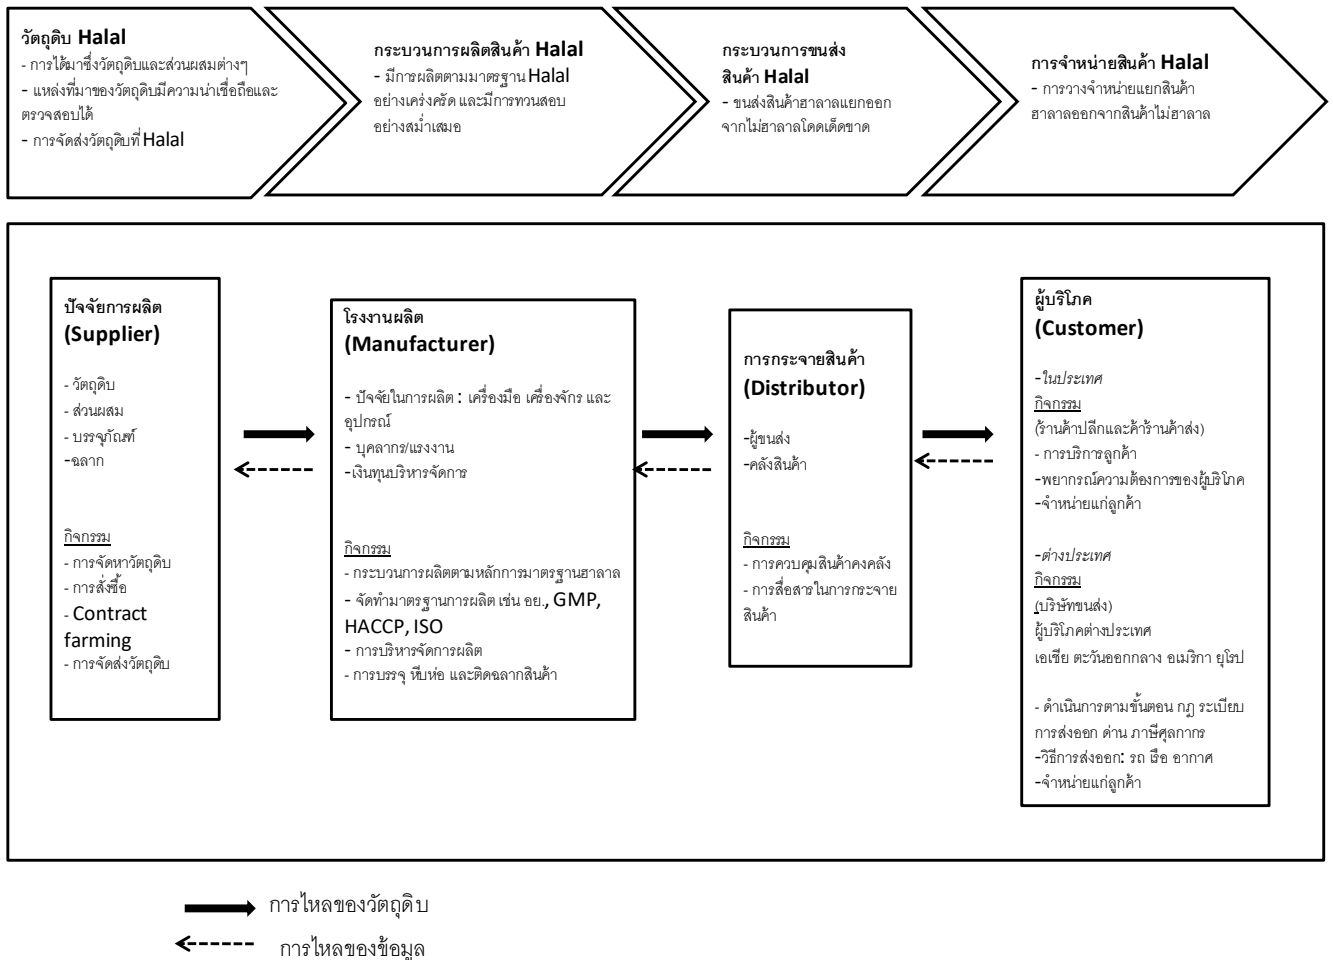 วัตถุดิบ Halal
- การได้มาซึ่งวัตถุดิบและส่วนผสมต่างๆ
- แหล่งที่มาของวัตถุดิบมีความน่าเชื่อถือและ
ตรวจสอบได้
- การจัดส่งวัตถุดิบที่ Halal
กระบวนการผลิตสินค้า Halal
- มีการผลิตตามมาตรฐาน Halal
อย่างเคร่งครัด และมีการทวนสอบ
อย่างสม่ำเสมอ
กระบวนการขนส่ง
สินค้า Halal
- ขนส่งสินค้าฮาลาลแยกออก
จากไม่ฮาลาลโดดเด็ดขาด
การจำหน่ายสินค้า Halal
- การวางจำหน่ายแยกสินค้า
ฮาลาลออกจากสินค้าไม่ฮาลาล
ปัจจัยการผลิต
(Supplier)
- วัตถุดิบ
- ส่วนผสม
- บรรจุภัณฑ์
-ฉลาก
กิจกรรม
- การจัดหาวัตถุดิบ
- การสั่งซื้อ
- Contract
farming
- การจัดส่งวัตถุดิบ
โรงงานผลิต
(Manufacturer)
- ปัจจัยในการผลิต : เครื่องมือ เครื่องจักร และ
อุปกรณ์
- บุคลากร/แรงงาน
-เงินทุนบริหารจัดการ
กิจกรรม
- กระบวนการผลิตตามหลักการมาตรฐานฮาลาล
- จัดทำมาตรฐานการผลิต เช่น อย., GMP,
HACCP, ISO
- การบริหารจัดการผลิต
- การบรรจุ หีบห่อ และติดฉลากสินค้า
การกระจายสินค้า
(Distributor)
-ผู้ขนส่ง
-คลังสินค้า
กิจกรรม
- การควบคุมสินค้าคงคลัง
- การสื่อสารในการกระจาย
สินค้า
ผู้บริโภค
(Customer)
-ในประเทศ
กิจกรรม
(ร้านค้าปลีกและค้าร้านค้าส่ง)
- การบริการลูกค้า
-พยากรณ์ความต้องการของผู้บริโภค
-จำหน่ายแก่ลูกค้า
-ต่างประเทศ
กิจกรรม
(บริษัทขนส่ง)
ผู้บริโภคต่างประเทศ
เอเชีย ตะวันออกกลาง อเมริกา ยุโรป
- ดำเนินการตามขั้นตอน กฎ ระเบียบ
การส่งออก ด่าน ภาษีศุลกากร
-วิธีการส่งออก: รถ เรือ อากาศ
-จำหน่ายแก่ลูกค้า
การไหลของวัตถุดิบ
การไหลของข้อมูล